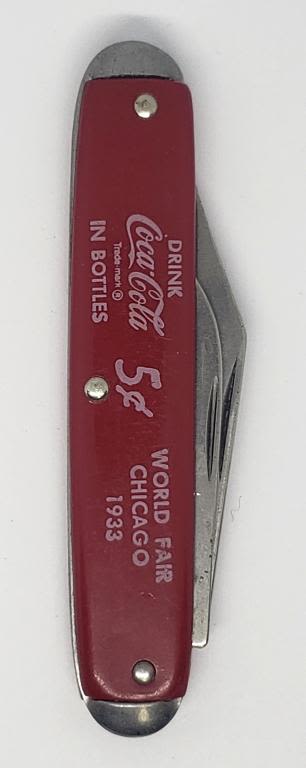 DRINK
Coca-Cola
Trade-mark ®
IN BOTTLES
5¢
WORLD FAIR
CHICAGO
1933